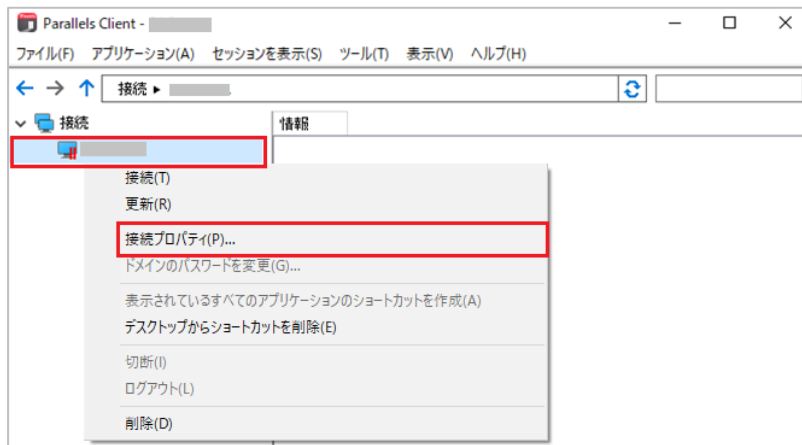 Parallels Client -
ファイル(F) アプリケーション(A) セッションを表示(S) ツール(T) 表示(V) ヘルプ(H)
接続 ▸
接続
情報
接続(T)
更新(R)
接続プロパティ(P)...
ドメインのパスワードを変更(G)...
表示されているすべてのアプリケーションのショートカットを作成(A)
デスクトップからショートカットを削除(E)
切断(I)
ログアウト(L)
削除(D)